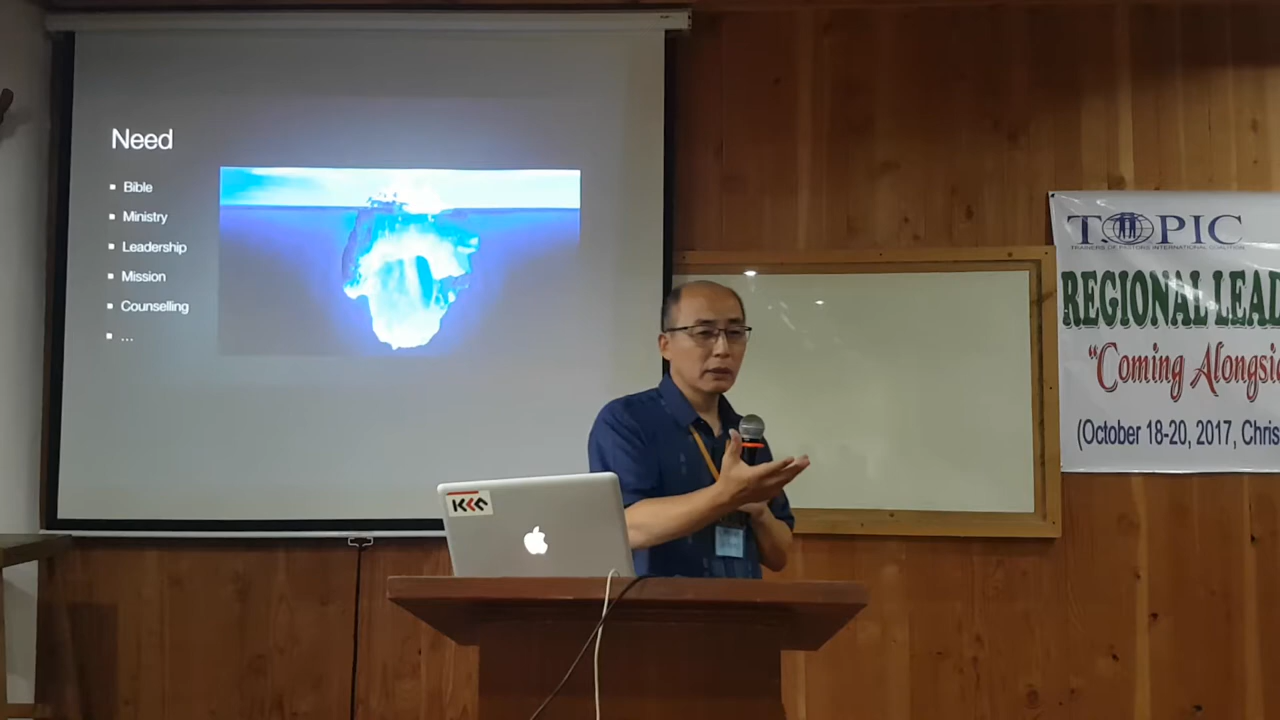 Need
Bible
Ministry
Leadership
Mission
Counselling
...
TOPIC
TRAINERS OF PASTORS INTERNATIONAL COALITION
REGIONAL LEAD
“Coming Alongsi
(October 18-20, 2017, Chris